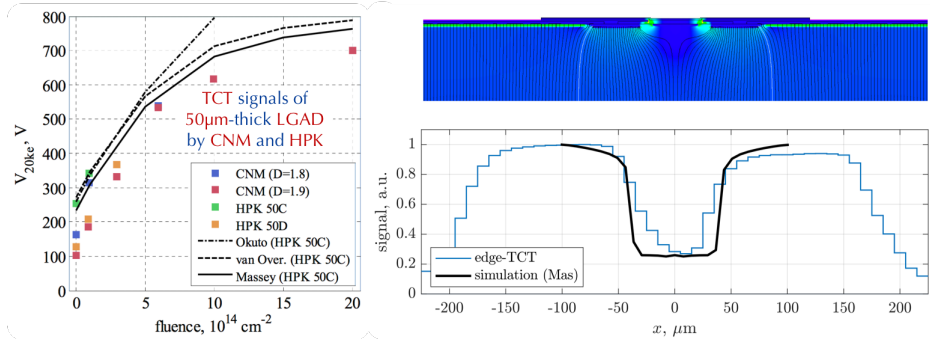 800
700
600
500
400
300
200
100
0
V20ke, V
TCT signals of
50µm-thick LGAD
by CNM and HPK
CNM (D=1.8)
CNM (D=1.9)
HPK 50C
HPK 50D
Okuto (HPK 50C)
van Over. (HPK 50C)
Massey (HPK 50C)
0 5 10 15 20
fluence, 10^14 cm^-2
1
0.8
0.6
0.4
0.2
0
signal, a.u.
edge-TCT
simulation (Mas)
-200 -150 -100 -50 0 50 100 150 200
x, µm